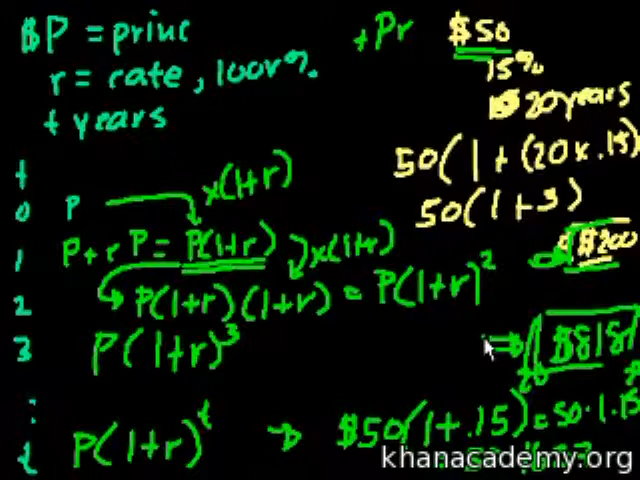 $P = princ
r = rate, 100r%
t years
+Pr
$50
15%
20 years
50(1 + (20 x .15)
50(1+3)
$200
t
0 P x(1+r)
1 P+rP = P(1+r) x(1+r)
2 P(1+r)(1+r) = P(1+r)²
3 P(1+r)³
$818
⋮
t P(1+r)^t → $50(1+.15) = 50·1.15
khanacademy.org